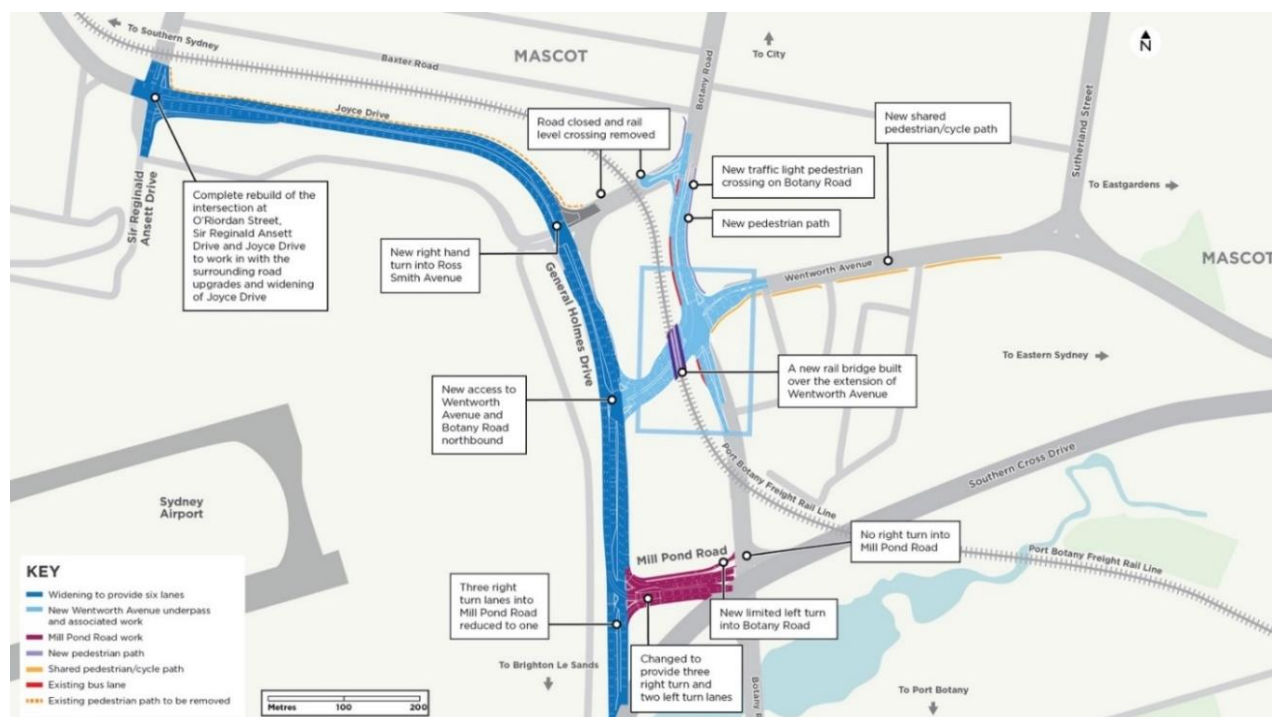 To Southern Sydney
MASCOT
Baxter Road
Botany Road
To City
N
Sutherland Street
Joyce Drive
Road closed and rail
level crossing removed
New shared
pedestrian/cycle path
New traffic light pedestrian
crossing on Botany Road
To Eastgardens
Sir Reginald
Ansett Drive
Complete rebuild of the
intersection at
O'Riordan Street,
Sir Reginald Ansett
Drive and Joyce Drive
to work in with the
surrounding road
upgrades and widening
of Joyce Drive
New pedestrian path
New right hand
turn into Ross
Smith Avenue
General Holmes Drive
Wentworth Avenue
MASCOT
To Eastern Sydney
A new rail bridge built
over the extension of
Wentworth Avenue
New access to
Wentworth
Avenue and
Botany Road
northbound
Port Botany Freight Rail Line
Southern Cross Drive
Sydney
Airport
Mill Pond Road
No right turn into
Mill Pond Road
Port Botany Freight Rail Line
Three right
turn lanes into
Mill Pond Road
reduced to one
New limited left turn
into Botany Road
Changed to
provide three
right turn and
two left turn lanes
To Brighton Le Sands
To Port Botany
Botany R
KEY
Widening to provide six lanes
New Wentworth Avenue underpass
and associated work
Mill Pond Road work
New pedestrian path
Shared pedestrian/cycle path
Existing bus lane
Existing pedestrian path to be removed
Metres 100 200